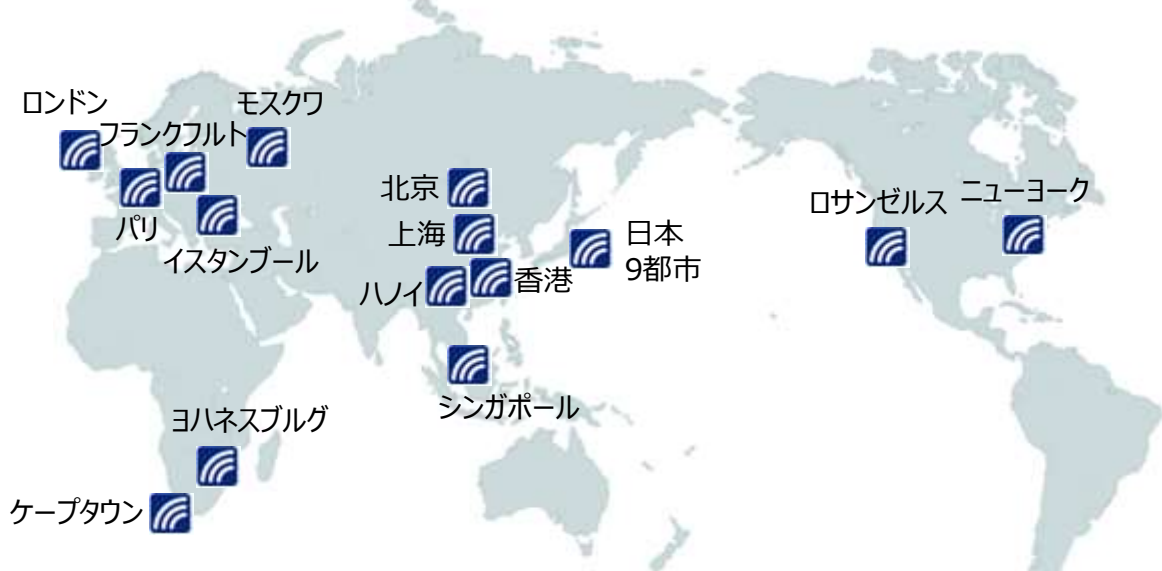 ロンドン
モスクワ
フランクフルト
パリ
イスタンブール
北京
上海
ハノイ
香港
日本
9都市
シンガポール
ロサンゼルス
ニューヨーク
ヨハネスブルグ
ケープタウン